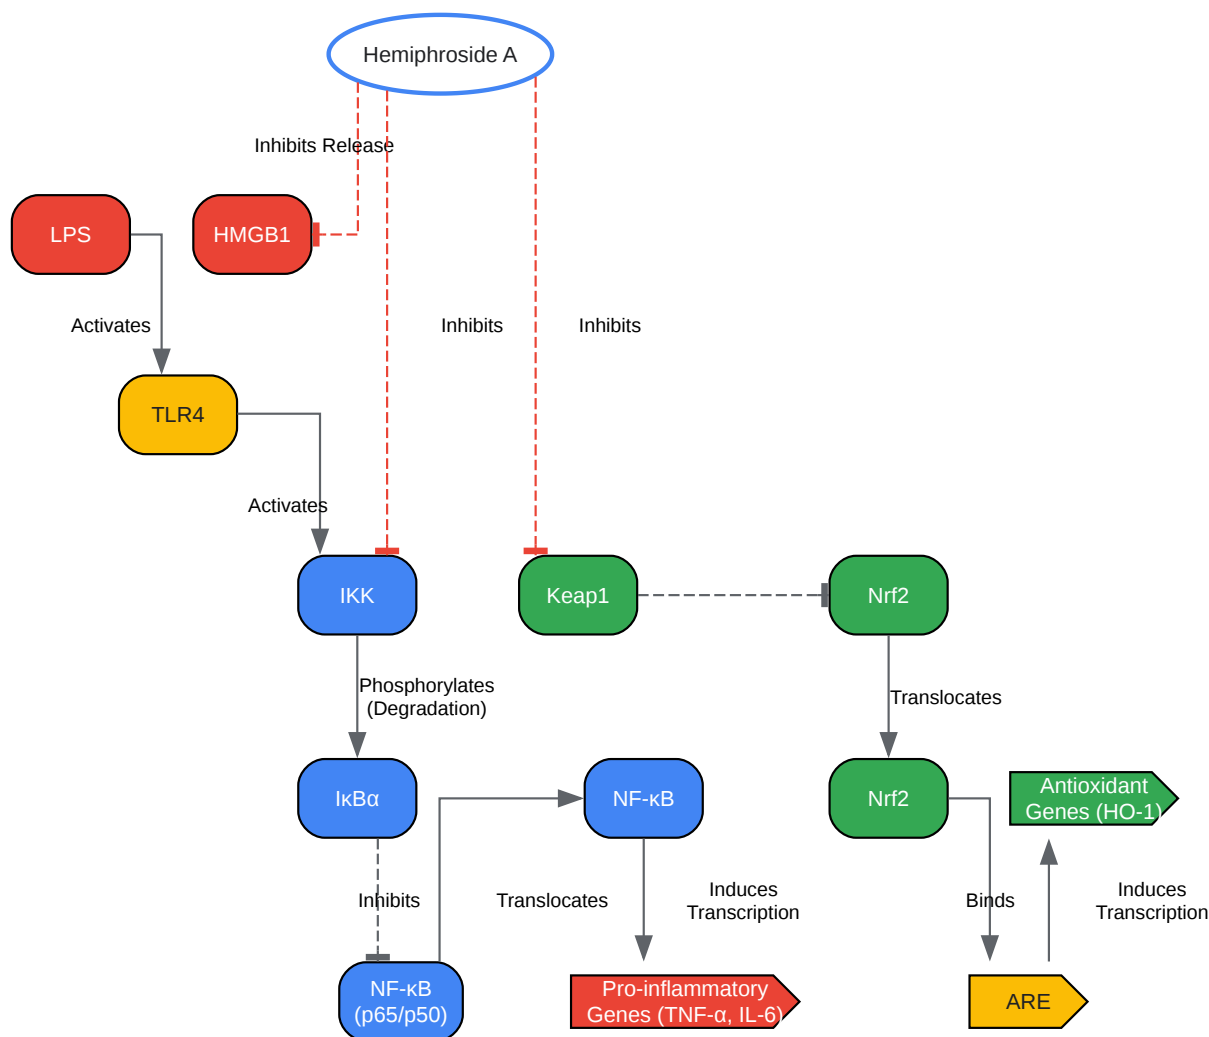 Hemiphroside A
Inhibits Release
LPS
HMGB1
Activates
Inhibits
Inhibits
TLR4
Activates
IKK
Keap1
Nrf2
Phosphorylates
(Degradation)
Translocates
IκBα
NF-κB
Nrf2
Antioxidant
Genes (HO-1)
Inhibits
Translocates
Induces
Transcription
Binds
Induces
Transcription
NF-κB
(p65/p50)
Pro-inflammatory
Genes (TNF-α, IL-6)
ARE